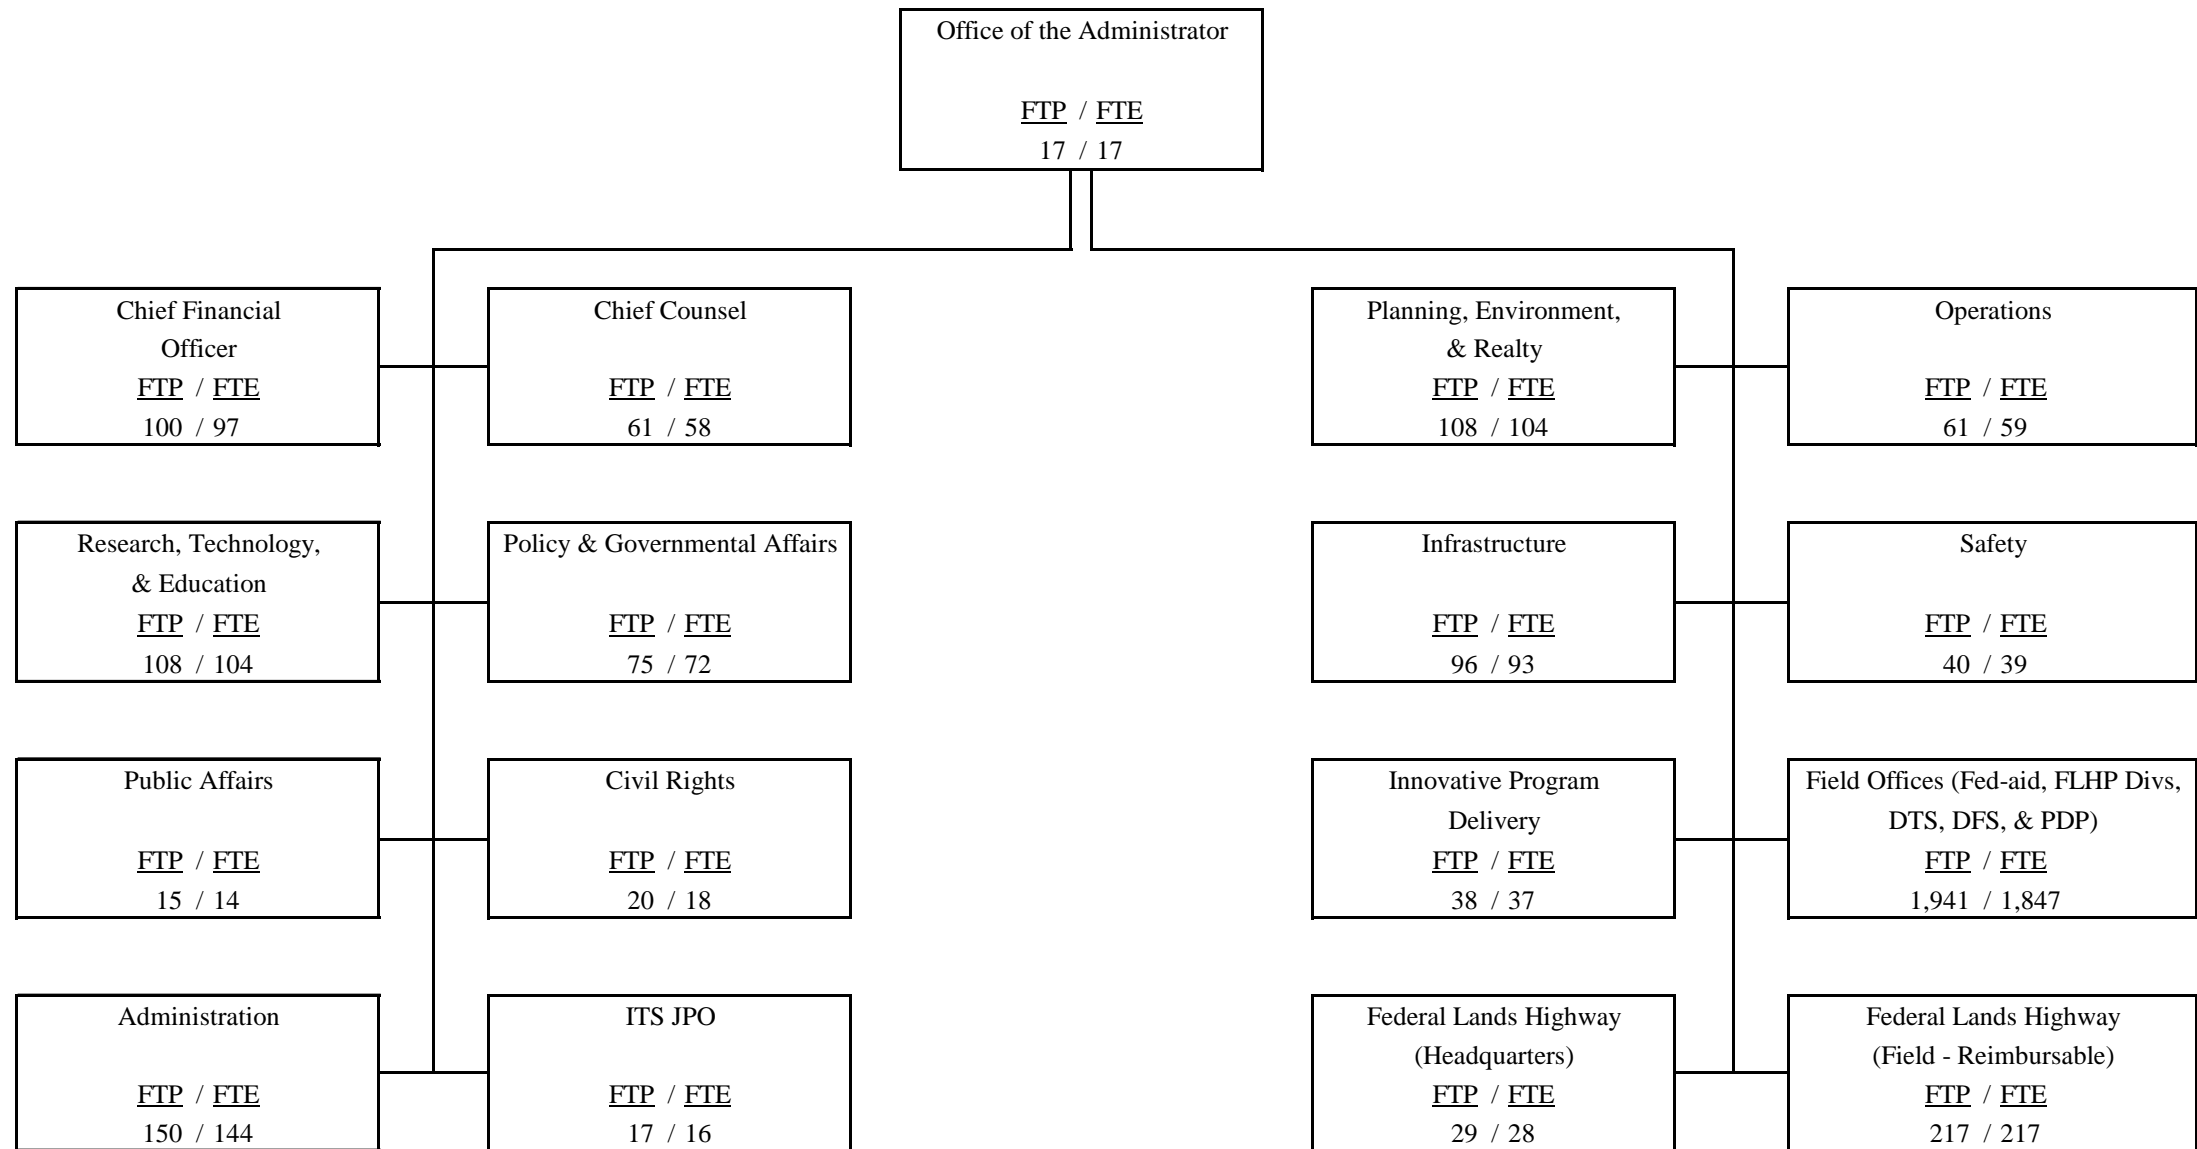 Office of the Administrator
FTP / FTE
17 / 17
Chief Financial
Officer
FTP / FTE
100 / 97
Chief Counsel
FTP / FTE
61 / 58
Planning, Environment,
& Realty
FTP / FTE
108 / 104
Operations
FTP / FTE
61 / 59
Research, Technology,
& Education
FTP / FTE
108 / 104
Policy & Governmental Affairs
FTP / FTE
75 / 72
Infrastructure
FTP / FTE
96 / 93
Safety
FTP / FTE
40 / 39
Public Affairs
FTP / FTE
15 / 14
Civil Rights
FTP / FTE
20 / 18
Innovative Program
Delivery
FTP / FTE
38 / 37
Field Offices (Fed-aid, FLHP Divs,
DTS, DFS, & PDP)
FTP / FTE
1,941 / 1,847
Administration
FTP / FTE
150 / 144
ITS JPO
FTP / FTE
17 / 16
Federal Lands Highway
(Headquarters)
FTP / FTE
29 / 28
Federal Lands Highway
(Field - Reimbursable)
FTP / FTE
217 / 217